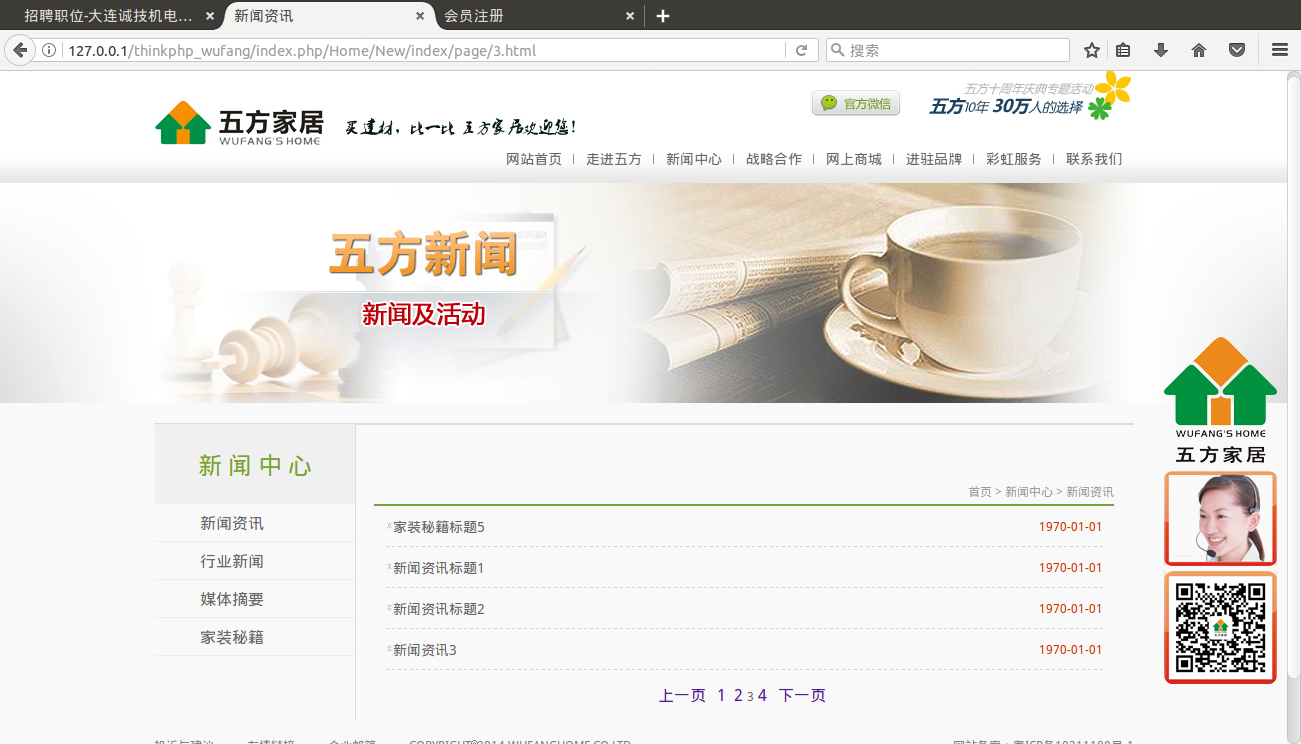 招聘职位-大连诚技机电... × 新闻资讯 × 会员注册 × +
127.0.0.1/thinkphp_wufang/index.php/Home/New/index/page/3.html 搜索
五方家居
WUFANG'S HOME
买建材，比一比 五方家居欢迎您！
官方微信
五方十周年庆典专题活动
五方10年 30万人的选择
网站首页 | 走进五方 | 新闻中心 | 战略合作 | 网上商城 | 进驻品牌 | 彩虹服务 | 联系我们
五方新闻
新闻及活动
WUFANG'S HOME
五方家居
新闻中心
新闻资讯
行业新闻
媒体摘要
家装秘籍
首页 > 新闻中心 > 新闻资讯
*家装秘籍标题5 1970-01-01
*新闻资讯标题1 1970-01-01
*新闻资讯标题2 1970-01-01
*新闻资讯3 1970-01-01
上一页 1 2 3 4 下一页